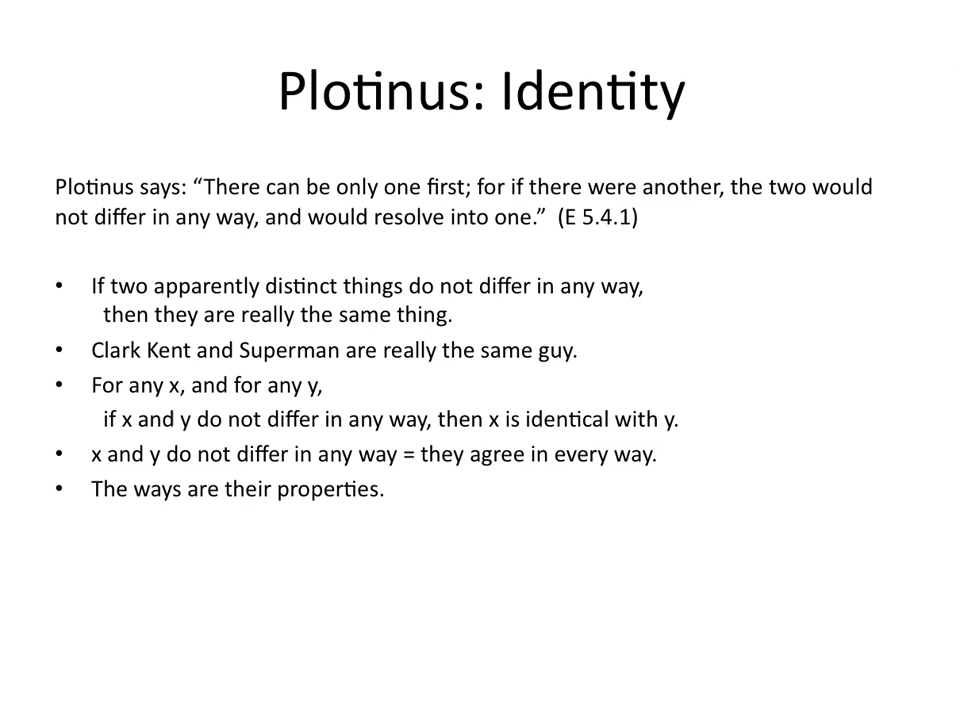 Plotinus: Identity
Plotinus says: “There can be only one first; for if there were another, the two would
not differ in any way, and would resolve into one.”  (E 5.4.1)
• If two apparently distinct things do not differ in any way,
then they are really the same thing.
• Clark Kent and Superman are really the same guy.
• For any x, and for any y,
if x and y do not differ in any way, then x is identical with y.
• x and y do not differ in any way = they agree in every way.
• The ways are their properties.